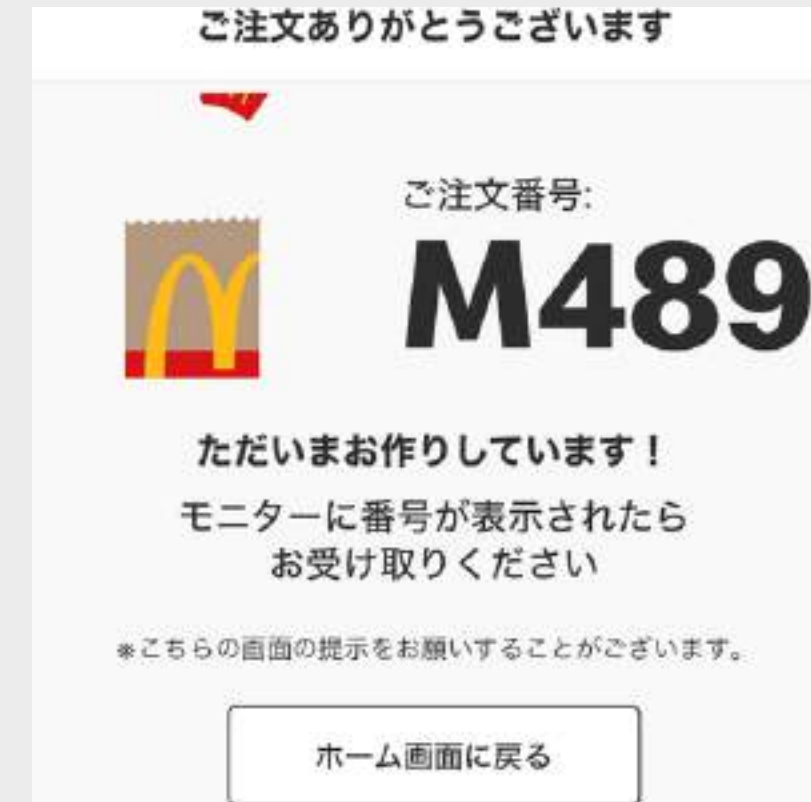 ご注文ありがとうございます
ご注文番号:
M489
ただいまお作りしています！
モニターに番号が表示されたら
お受け取りください
※こちらの画面の提示をお願いすることがございます。
ホーム画面に戻る